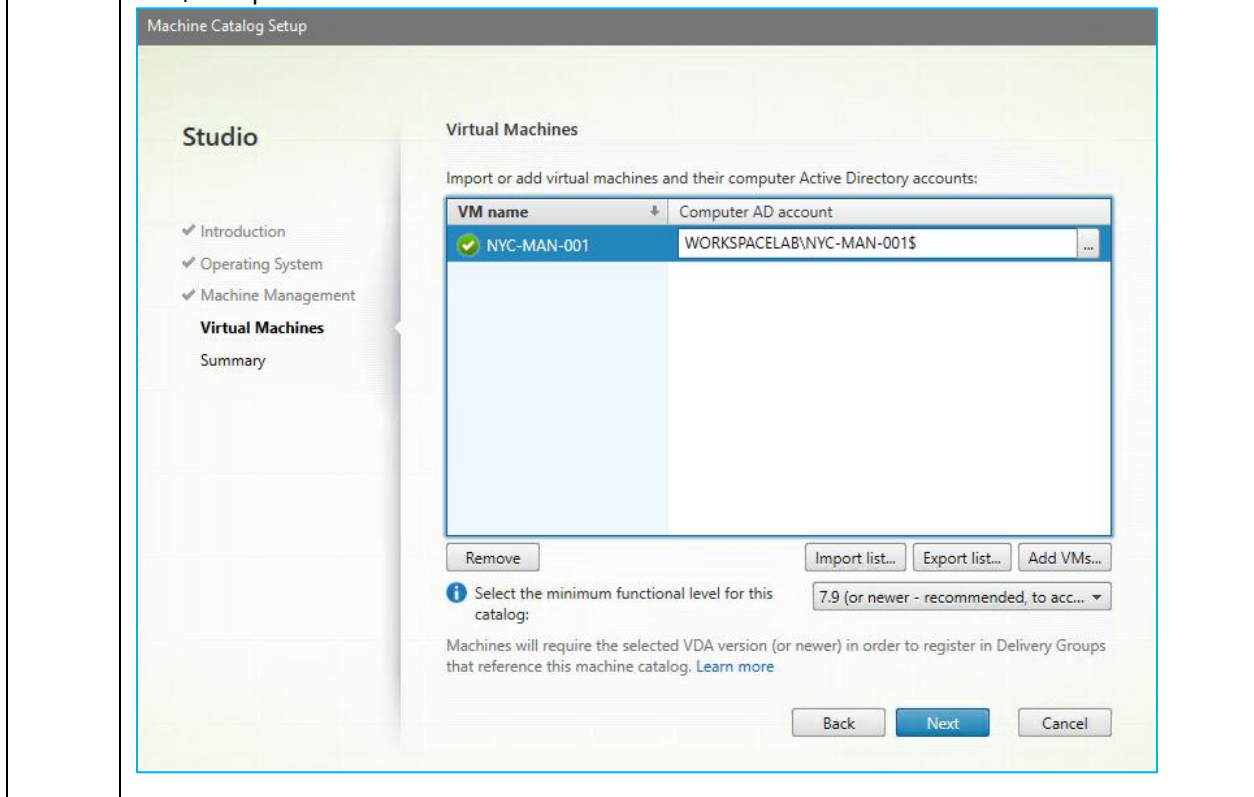 Machine Catalog Setup
Studio
Introduction
Operating System
Machine Management
Virtual Machines
Summary
Virtual Machines
Import or add virtual machines and their computer Active Directory accounts:
VM name Computer AD account
NYC-MAN-001 WORKSPACELAB\NYC-MAN-001$ ...
Remove Import list... Export list... Add VMs...
Select the minimum functional level for this
catalog:
7.9 (or newer - recommended, to acc...
Machines will require the selected VDA version (or newer) in order to register in Delivery Groups
that reference this machine catalog. Learn more
Back Next Cancel